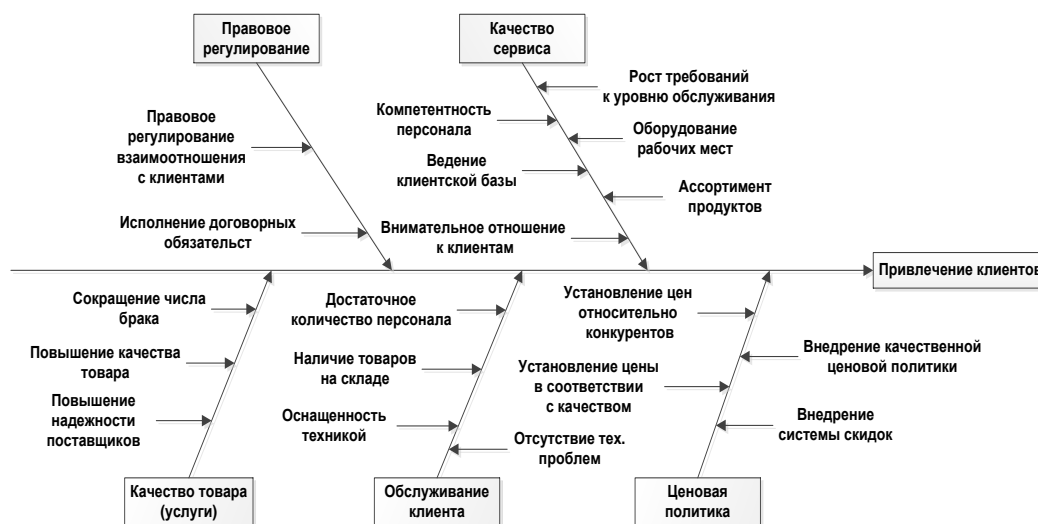 Правовое
регулирование
Качество
сервиса
Рост требований
к уровню обслуживания
Компетентность
персонала
Правовое
регулирование
взаимоотношения
с клиентами
Оборудование
рабочих мест
Ведение
клиентской базы
Ассортимент
продуктов
Исполнение договорных
обязательст
Внимательное отношение
к клиентам
Привлечение клиентов
Сокращение числа
брака
Достаточное
количество персонала
Установление цен
относительно
конкурентов
Повышение качества
товара
Наличие товаров
на складе
Внедрение качественной
ценовой политики
Установление цены
в соответствии
с качеством
Повышение
надежности
поставщиков
Оснащенность
техникой
Внедрение
системы скидок
Отсутствие тех.
проблем
Качество товара
(услуги)
Обслуживание
клиента
Ценовая
политика